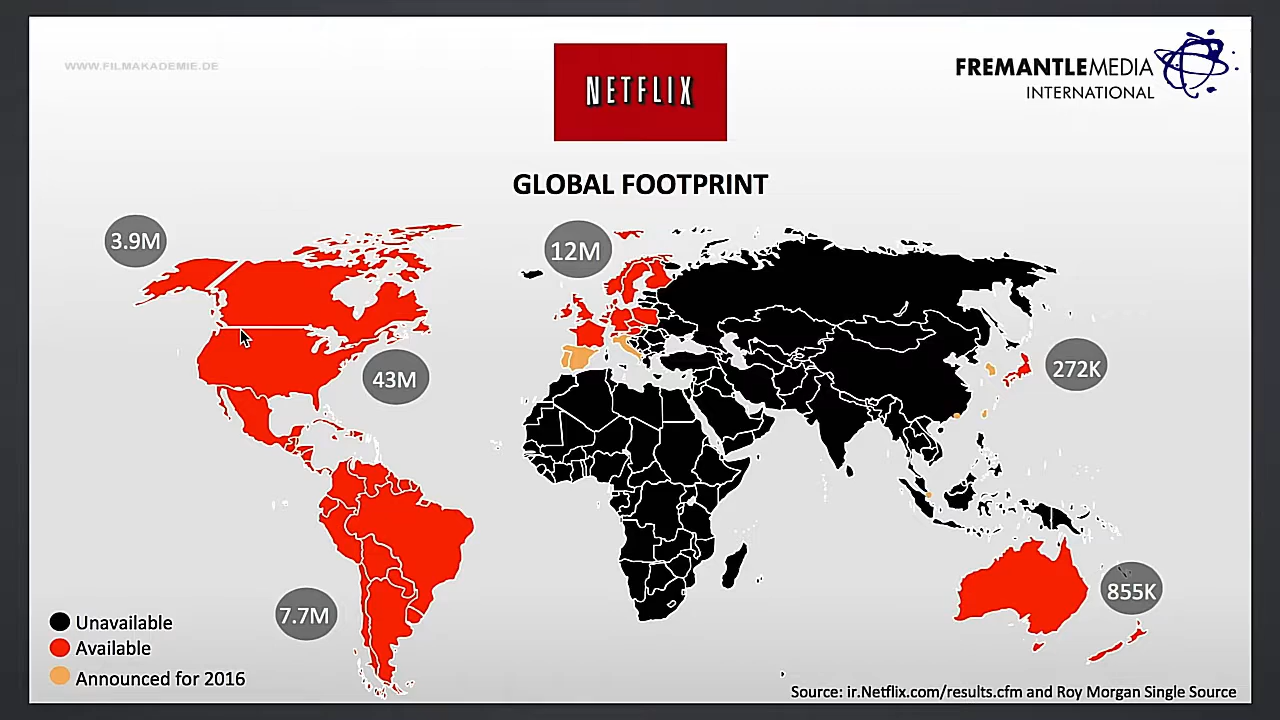 WWW.FILMAKADEMIE.DE
NETFLIX
FREMANTLEMEDIA
INTERNATIONAL
GLOBAL FOOTPRINT
3.9M
12M
43M
272K
7.7M
855K
Unavailable
Available
Announced for 2016
Source: ir.Netflix.com/results.cfm and Roy Morgan Single Source